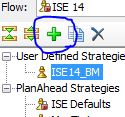 Flow: ISE 14
User Defined Strategies
ISE14_BM
PlanAhead Strategies
ISE Defaults